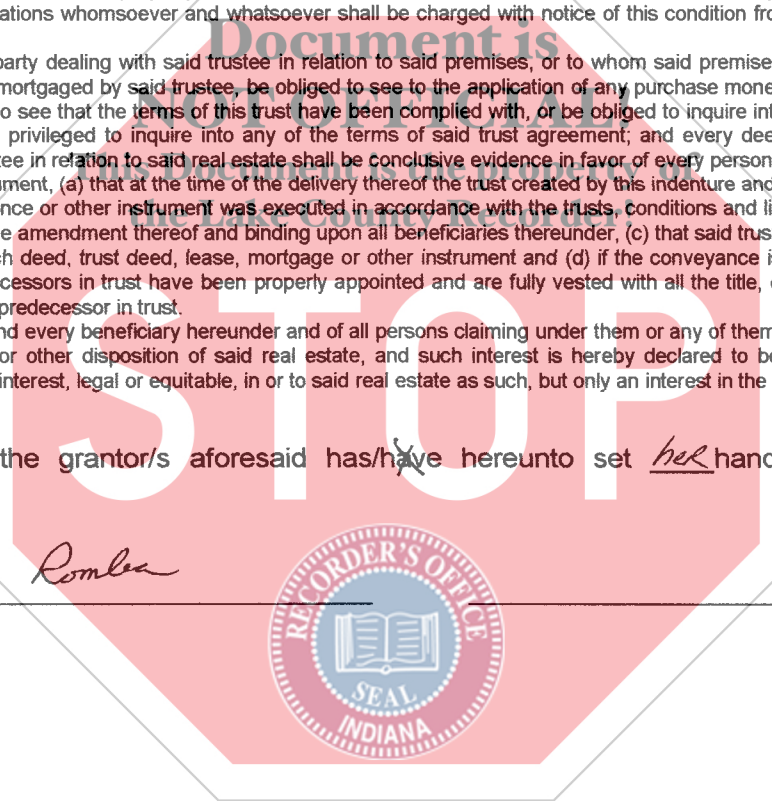 ations whomsoever and whatsoever shall be charged with notice of this condition fro
Document is
party dealing with said trustee in relation to said premises, or to whom said premise
mortgaged by said trustee, be obliged to see to the application of any purchase mone
NOT OFFICIAL!
o see that the terms of this trust have been complied with, or be obliged to inquire int
privileged to inquire into any of the terms of said trust agreement; and every dee
This Document is the property of
tee in relation to said real estate shall be conclusive evidence in favor of every person
ument, (a) that at the time of the delivery thereof the trust created by this indenture and
the Lake County Recorder!
nce or other instrument was executed in accordance with the trusts, conditions and li
e amendment thereof and binding upon all beneficiaries thereunder, (c) that said trus
ch deed, trust deed, lease, mortgage or other instrument and (d) if the conveyance i
cessors in trust have been properly appointed and are fully vested with all the title,
predecessor in trust.
nd every beneficiary hereunder and of all persons claiming under them or any of them
or other disposition of said real estate, and such interest is hereby declared to be
interest, legal or equitable, in or to said real estate as such, but only an interest in the
STOP
the grantor/s aforesaid has/have hereunto set her hand
Romlea
RECORDER'S OFFICE
SEAL
INDIANA